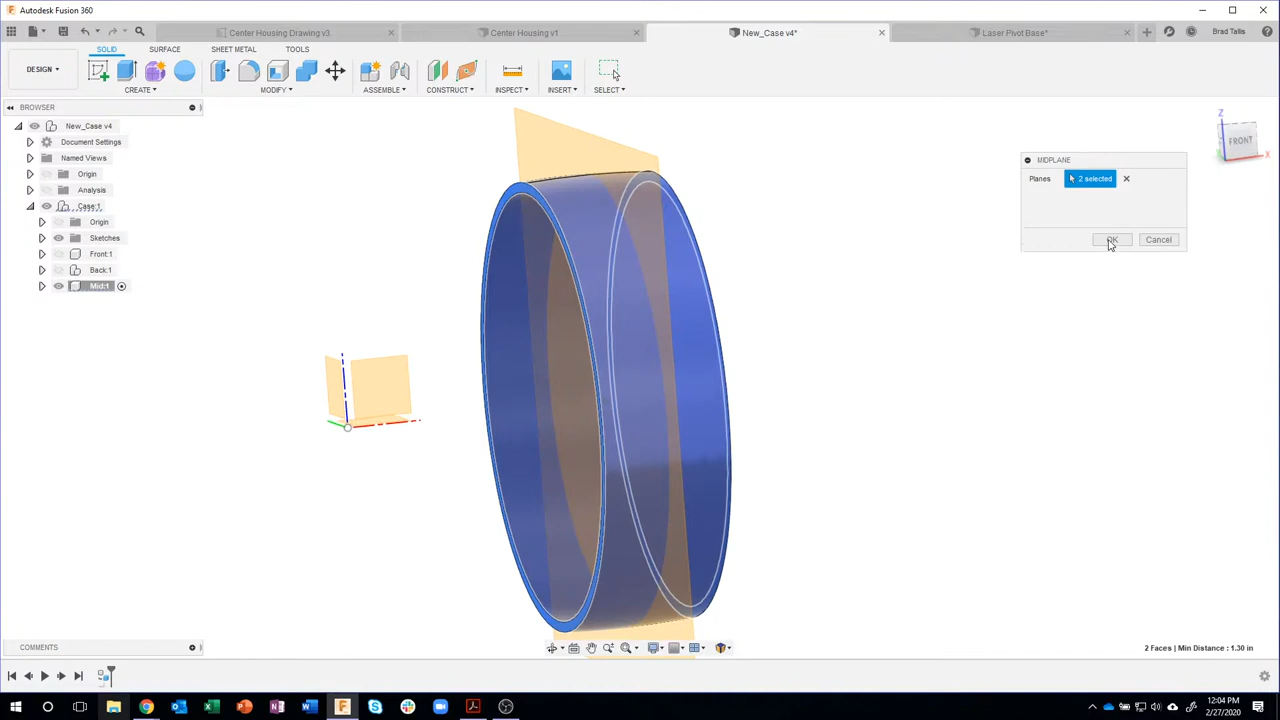 Autodesk Fusion 360
Center Housing Drawing v3
Center Housing v1
New_Case v4*
Laser Pivot Base*
Brad Tallis
DESIGN
SOLID
SURFACE
SHEET METAL
TOOLS
CREATE
MODIFY
ASSEMBLE
CONSTRUCT
INSPECT
INSERT
SELECT
BROWSER
New_Case v4
Document Settings
Named Views
Origin
Analysis
Case:1
Origin
Sketches
Front:1
Back:1
Mid:1
Z
FRONT
X
MIDPLANE
Planes
2 selected
OK
Cancel
COMMENTS
2 Faces | Min Distance : 1.30 in
12:04 PM
2/27/2020